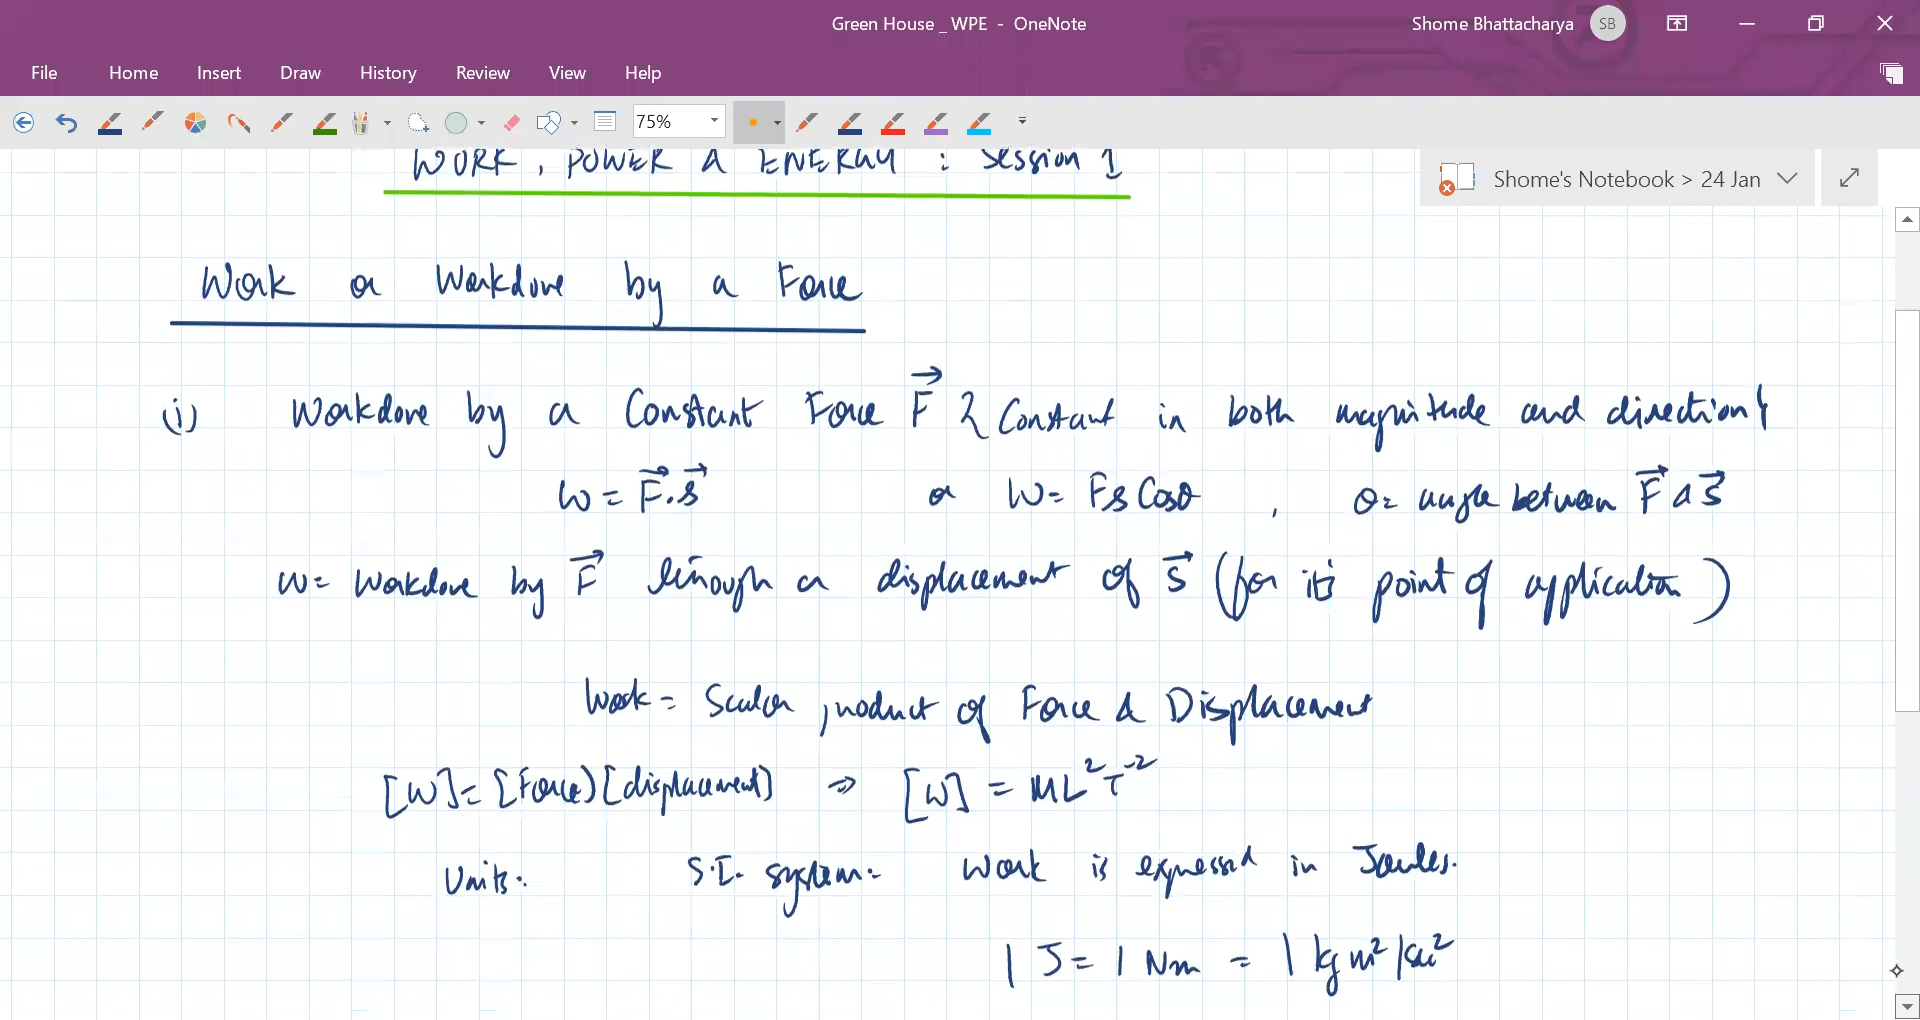 Green House _ WPE - OneNote
Shome Bhattacharya SB
File Home Insert Draw History Review View Help
75%
WORK, POWER & ENERGY : Session 1
Shome's Notebook > 24 Jan
Work or Workdone by a Force
(i) Workdone by a Constant Force F⃗ {Constant in both magnitude and direction}
W = F⃗.s⃗ or W = Fs Cosθ , θ = angle between F⃗ & s⃗
W = Workdone by F⃗ through a displacement of s⃗ (for it's point of application)
Work = Scalar product of Force & Displacement
[W] = [Force][displacement] ⇒ [W] = ML²T⁻²
Units: S.I. system: Work is expressed in Joules.
1 J = 1 Nm = 1 kg m²/sec²